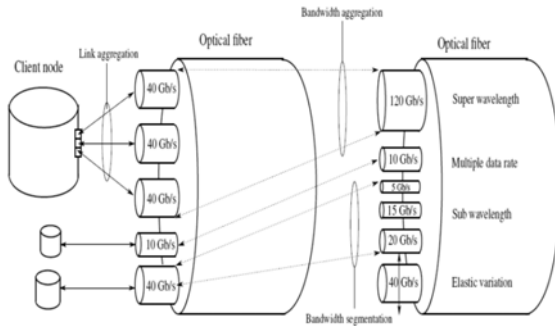 Bandwidth aggregation
Optical fiber
Optical fiber
Link aggregation
Client node
40 Gb/s
40 Gb/s
40 Gb/s
10 Gb/s
40 Gb/s
120 Gb/s
Super wavelength
10 Gb/s
Multiple data rate
5 Gb/s
15 Gb/s
Sub wavelength
20 Gb/s
40 Gb/s
Elastic variation
Bandwidth segmentation